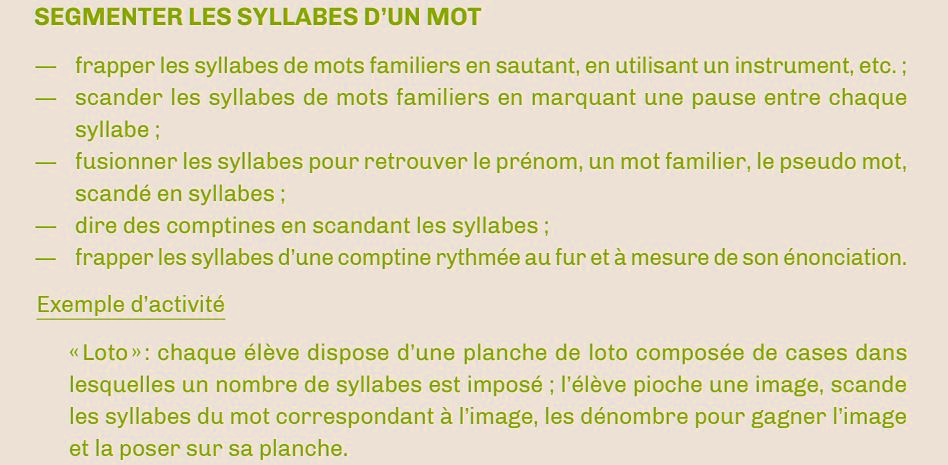 SEGMENTER LES SYLLABES D’UN MOT
— frapper les syllabes de mots familiers en sautant, en utilisant un instrument, etc. ;
— scander les syllabes de mots familiers en marquant une pause entre chaque
syllabe ;
— fusionner les syllabes pour retrouver le prénom, un mot familier, le pseudo mot,
scandé en syllabes ;
— dire des comptines en scandant les syllabes ;
— frapper les syllabes d’une comptine rythmée au fur et à mesure de son énonciation.
Exemple d’activité
« Loto » : chaque élève dispose d’une planche de loto composée de cases dans
lesquelles un nombre de syllabes est imposé ; l’élève pioche une image, scande
les syllabes du mot correspondant à l’image, les dénombre pour gagner l’image
et la poser sur sa planche.